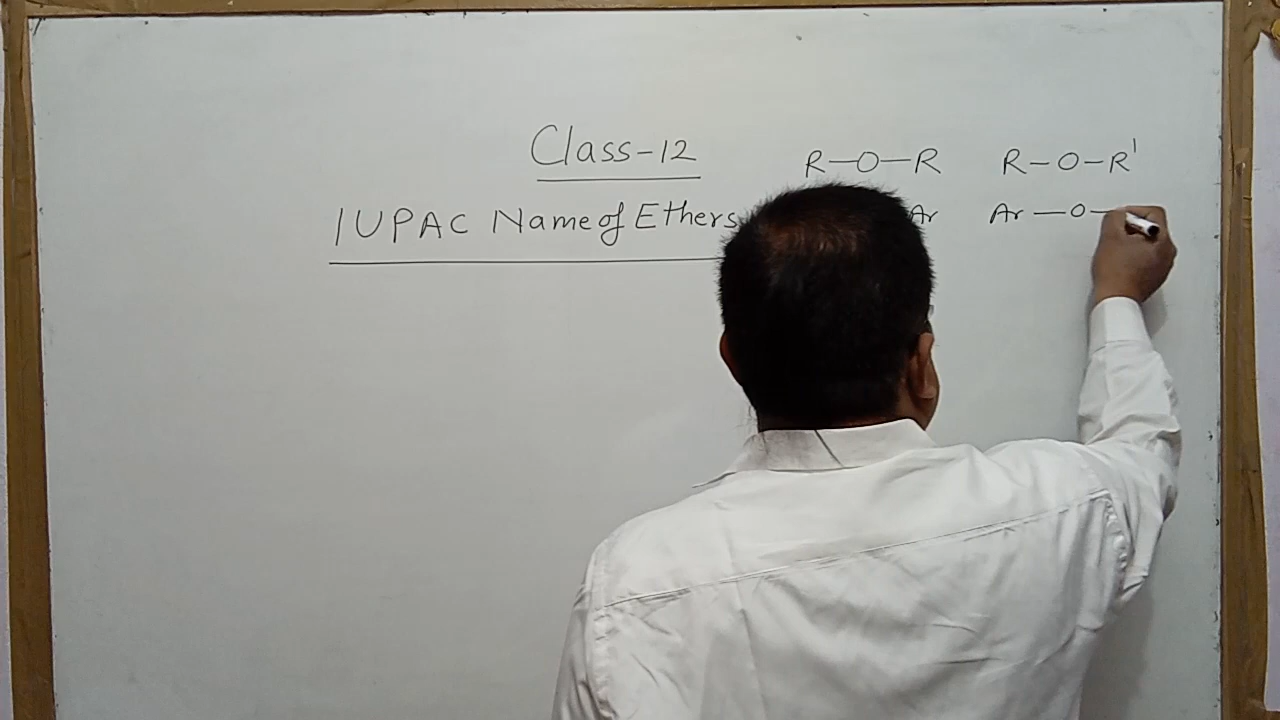 Class-12
R-O-R R-O-R'
IUPAC Name of Ethers
Ar Ar-O-